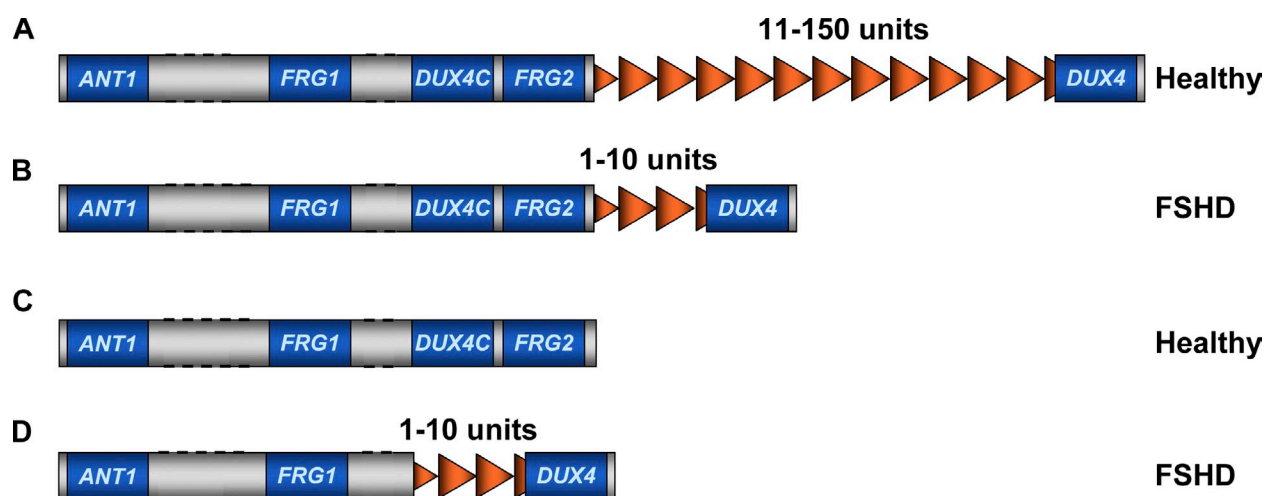 A
11-150 units
ANT1 FRG1 DUX4C FRG2 DUX4 Healthy
B
1-10 units
ANT1 FRG1 DUX4C FRG2 DUX4 FSHD
C
ANT1 FRG1 DUX4C FRG2 Healthy
D
1-10 units
ANT1 FRG1 DUX4 FSHD